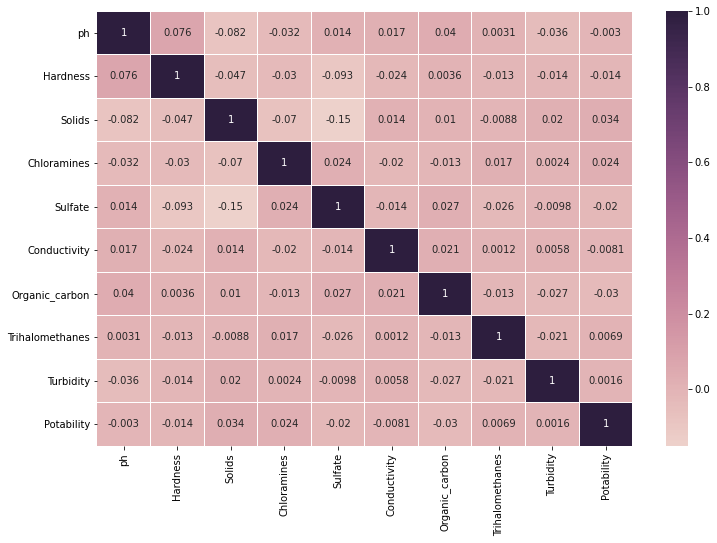 ph 1 0.076 -0.082 -0.032 0.014 0.017 0.04 0.0031 -0.036 -0.003
Hardness 0.076 1 -0.047 -0.03 -0.093 -0.024 0.0036 -0.013 -0.014 -0.014
Solids -0.082 -0.047 1 -0.07 -0.15 0.014 0.01 -0.0088 0.02 0.034
Chloramines -0.032 -0.03 -0.07 1 0.024 -0.02 -0.013 0.017 0.0024 0.024
Sulfate 0.014 -0.093 -0.15 0.024 1 -0.014 0.027 -0.026 -0.0098 -0.02
Conductivity 0.017 -0.024 0.014 -0.02 -0.014 1 0.021 0.0012 0.0058 -0.0081
Organic_carbon 0.04 0.0036 0.01 -0.013 0.027 0.021 1 -0.013 -0.027 -0.03
Trihalomethanes 0.0031 -0.013 -0.0088 0.017 -0.026 0.0012 -0.013 1 -0.021 0.0069
Turbidity -0.036 -0.014 0.02 0.0024 -0.0098 0.0058 -0.027 -0.021 1 0.0016
Potability -0.003 -0.014 0.034 0.024 -0.02 -0.0081 -0.03 0.0069 0.0016 1
ph
Hardness
Solids
Chloramines
Sulfate
Conductivity
Organic_carbon
Trihalomethanes
Turbidity
Potability
1.0
0.8
0.6
0.4
0.2
0.0